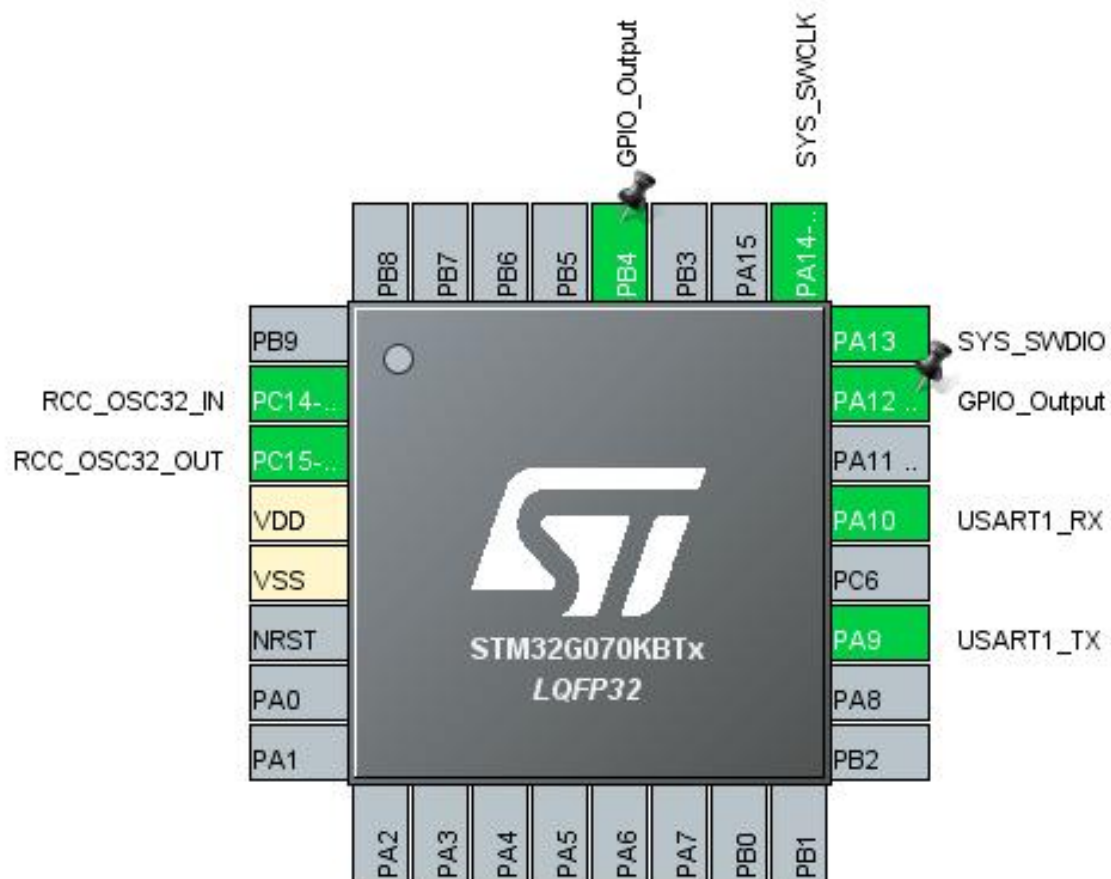 GPIO_Output
SYS_SWCLK
PB8
PB7
PB6
PB5
PB4
PB3
PA15
PA14-..
PB9
RCC_OSC32_IN PC14-..
RCC_OSC32_OUT PC15-..
VDD
VSS
NRST
PA0
PA1
PA13 SYS_SWDIO
PA12 .. GPIO_Output
PA11 ..
PA10 USART1_RX
PC6
PA9 USART1_TX
PA8
PB2
ST
STM32G070KBTx
LQFP32
PA2
PA3
PA4
PA5
PA6
PA7
PB0
PB1